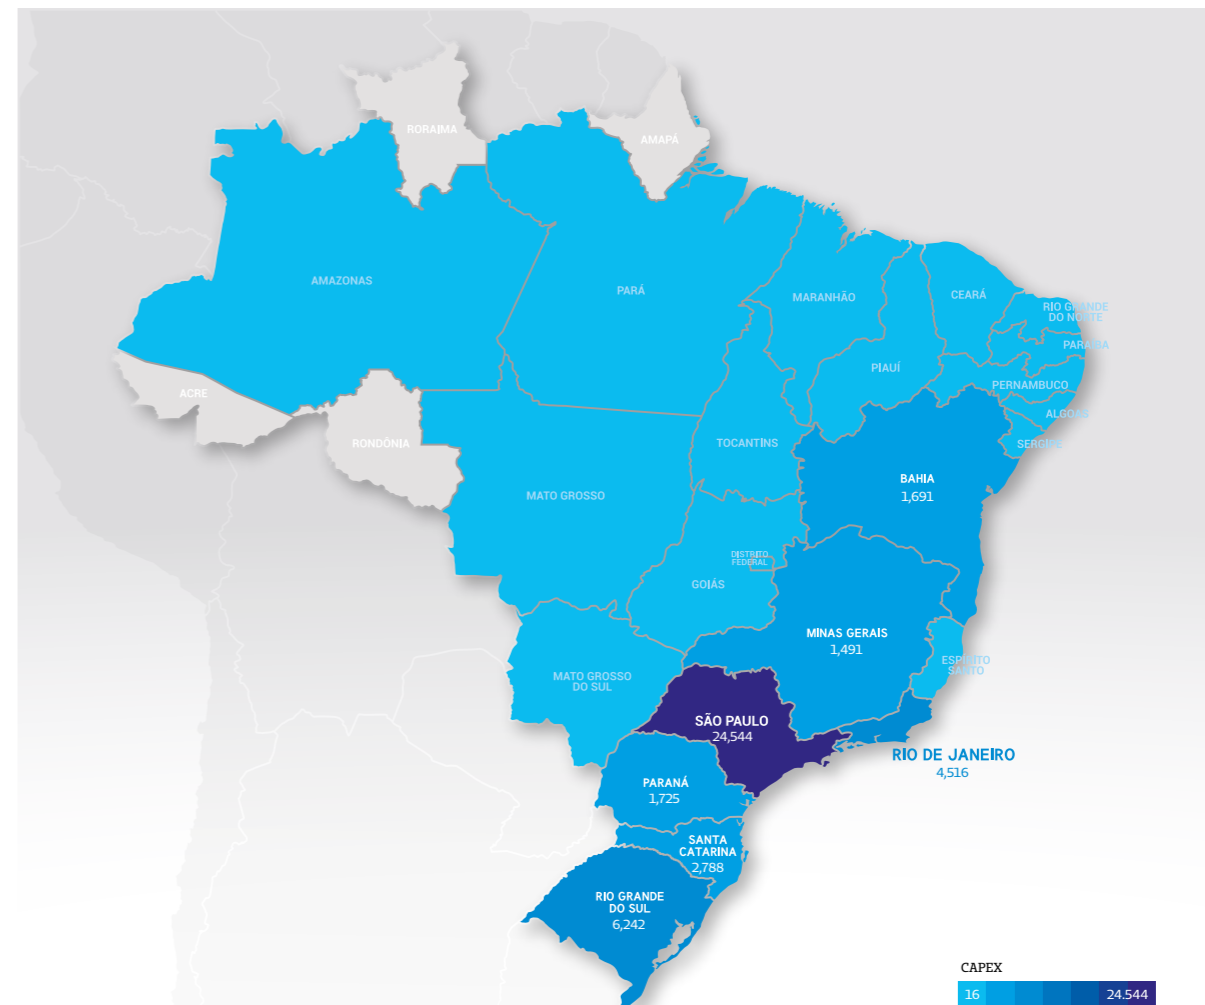 RORAIMA
AMAPÁ
AMAZONAS
PARÁ
MARANHÃO
CEARÁ
RIO GRANDE
DO NORTE
PARAÍBA
PIAUÍ
PERNAMBUCO
ACRE
ALGOAS
RONDÔNIA
TOCANTINS
SERGIPE
BAHIA
1,691
MATO GROSSO
DISTRITO
FEDERAL
GOIÁS
MINAS GERAIS
1,491
ESPÍRITO
SANTO
MATO GROSSO
DO SUL
SÃO PAULO
24,544
RIO DE JANEIRO
4,516
PARANÁ
1,725
SANTA
CATARINA
2,788
RIO GRANDE
DO SUL
6,242
CAPEX
16
24.544